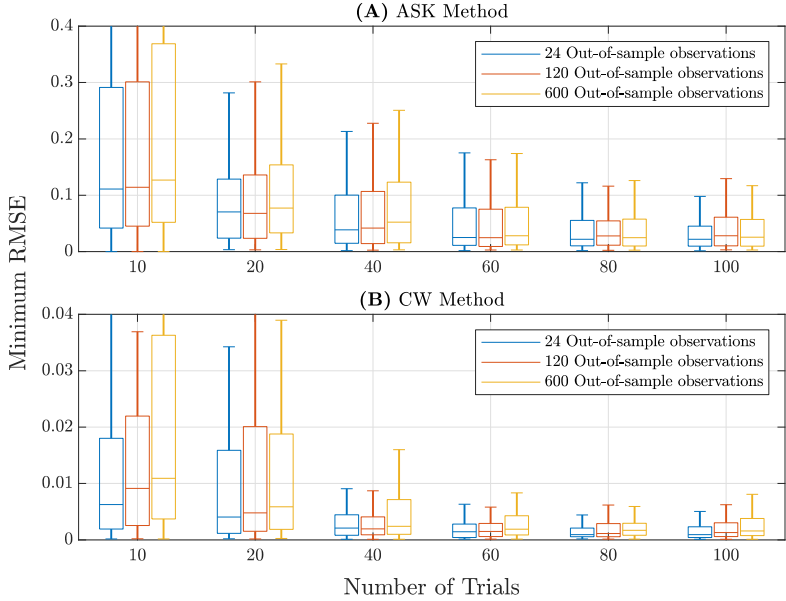 (A) ASK Method
0.4
0.3
0.2
0.1
0
24 Out-of-sample observations
120 Out-of-sample observations
600 Out-of-sample observations
10 20 40 60 80 100
Minimum RMSE
(B) CW Method
0.04
0.03
0.02
0.01
0
24 Out-of-sample observations
120 Out-of-sample observations
600 Out-of-sample observations
10 20 40 60 80 100
Number of Trials